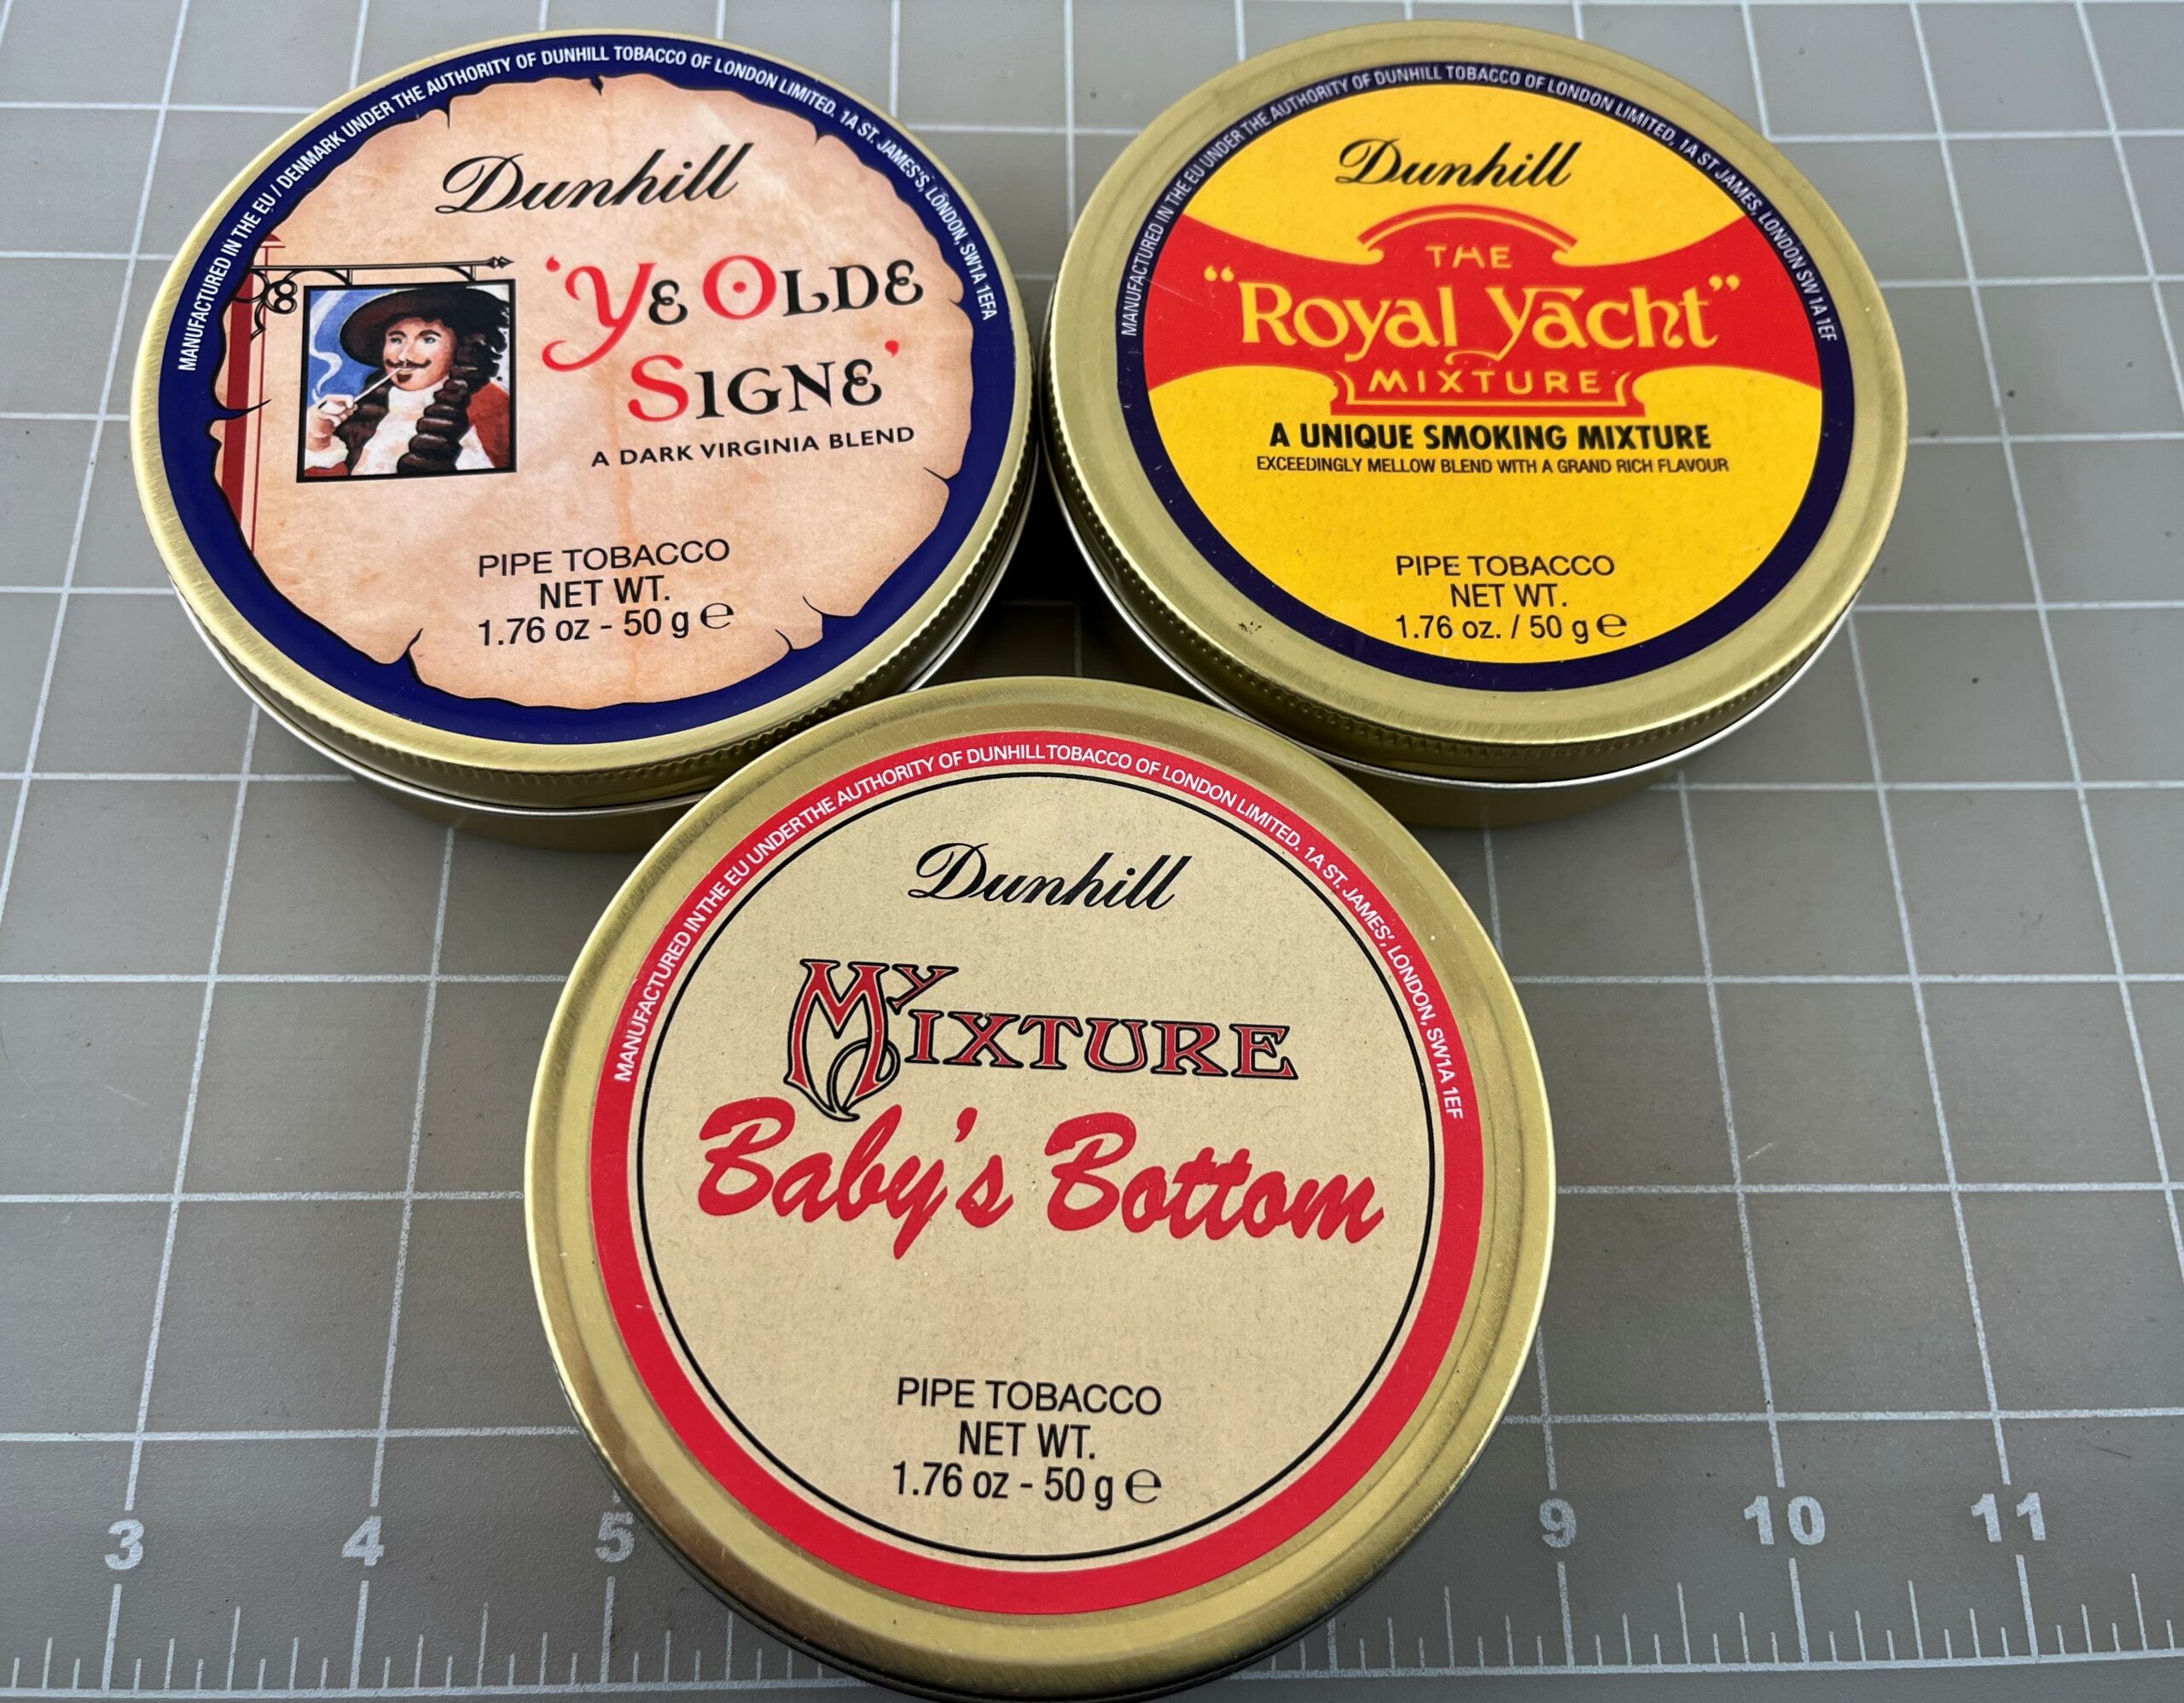 MANUFACTURED IN THE EU / DENMARK UNDER THE AUTHORITY OF DUNHILL TOBACCO OF LONDON LIMITED. 1A ST. JAMES'S, LONDON, SW1A 1EFA
Dunhill
'YE OLDE
SIGNE'
A DARK VIRGINIA BLEND
PIPE TOBACCO
NET WT.
1.76 oz - 50 g ℮
MANUFACTURED IN THE EU UNDER THE AUTHORITY OF DUNHILL TOBACCO OF LONDON LIMITED, 1A ST JAMES, LONDON SW1A 1EF
Dunhill
THE
"Royal Yacht"
MIXTURE
A UNIQUE SMOKING MIXTURE
EXCEEDINGLY MELLOW BLEND WITH A GRAND RICH FLAVOUR
PIPE TOBACCO
NET WT.
1.76 oz. / 50 g ℮
MANUFACTURED IN THE EU UNDER THE AUTHORITY OF DUNHILL TOBACCO OF LONDON LIMITED. 1A ST. JAMES', LONDON, SW1A 1EF
Dunhill
MY MIXTURE
Baby's Bottom
PIPE TOBACCO
NET WT.
1.76 oz - 50 g ℮
3 4 5 9 10 11